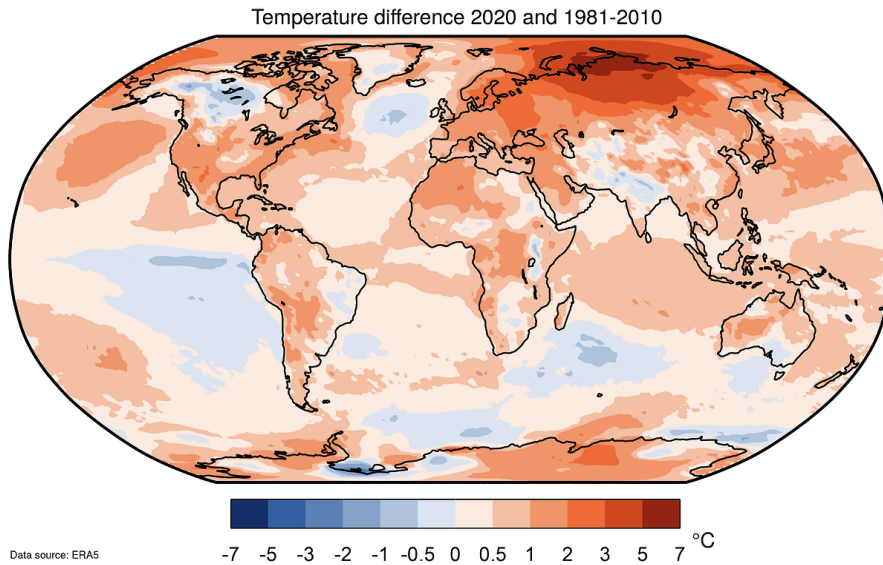 Temperature difference 2020 and 1981-2010
-7 -5 -3 -2 -1 -0.5 0 0.5 1 2 3 5 7 °C
Data source: ERA5